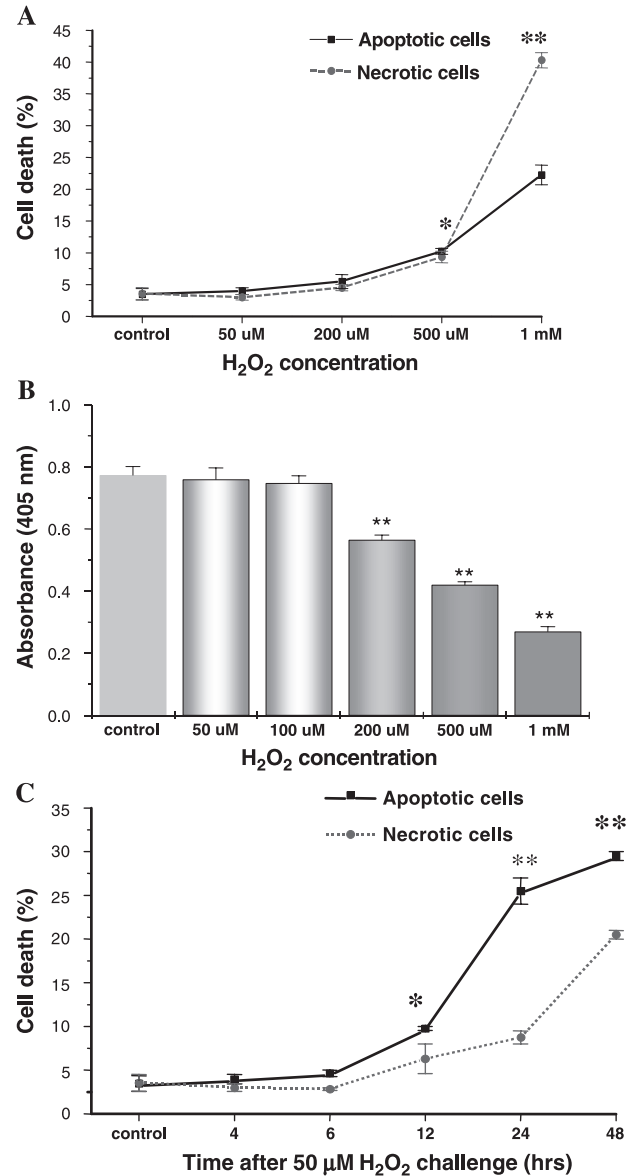 A
Apoptotic cells
Necrotic cells
**
*
45
40
35
30
25
20
15
10
5
0
Cell death (%)
control 50 uM 200 uM 500 uM 1 mM
H₂O₂ concentration
B
1.0
0.8
0.6
0.4
0.2
0.0
Absorbance (405 nm)
**
**
**
control 50 uM 100 uM 200 uM 500 uM 1 mM
H₂O₂ concentration
C
Apoptotic cells
Necrotic cells
**
**
*
35
30
25
20
15
10
5
0
Cell death (%)
control 4 6 12 24 48
Time after 50 μM H₂O₂ challenge (hrs)